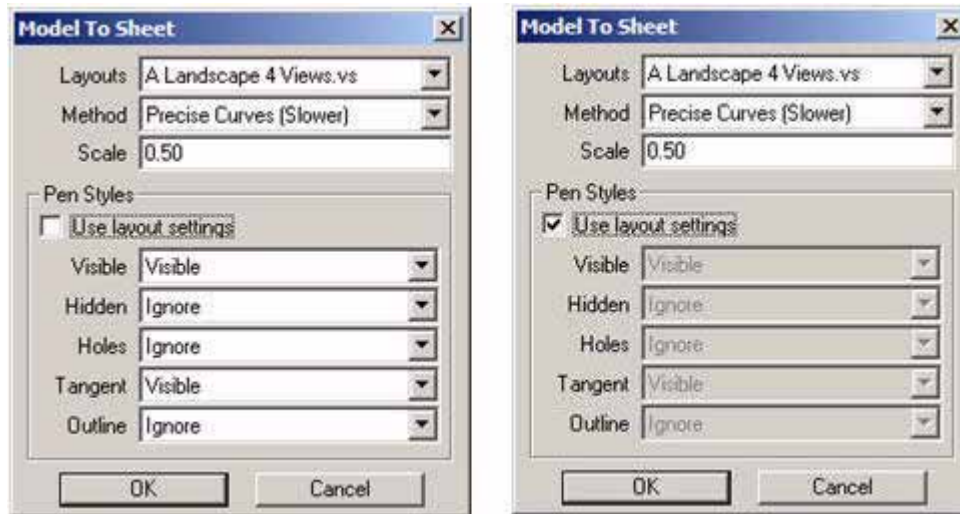 Model To Sheet
Layouts A Landscape 4 Views.vs
Method Precise Curves (Slower)
Scale 0.50
Pen Styles
Use layout settings
Visible Visible
Hidden Ignore
Holes Ignore
Tangent Visible
Outline Ignore
OK Cancel
Model To Sheet
Layouts A Landscape 4 Views.vs
Method Precise Curves (Slower)
Scale 0.50
Pen Styles
Use layout settings
Visible Visible
Hidden Ignore
Holes Ignore
Tangent Visible
Outline Ignore
OK Cancel